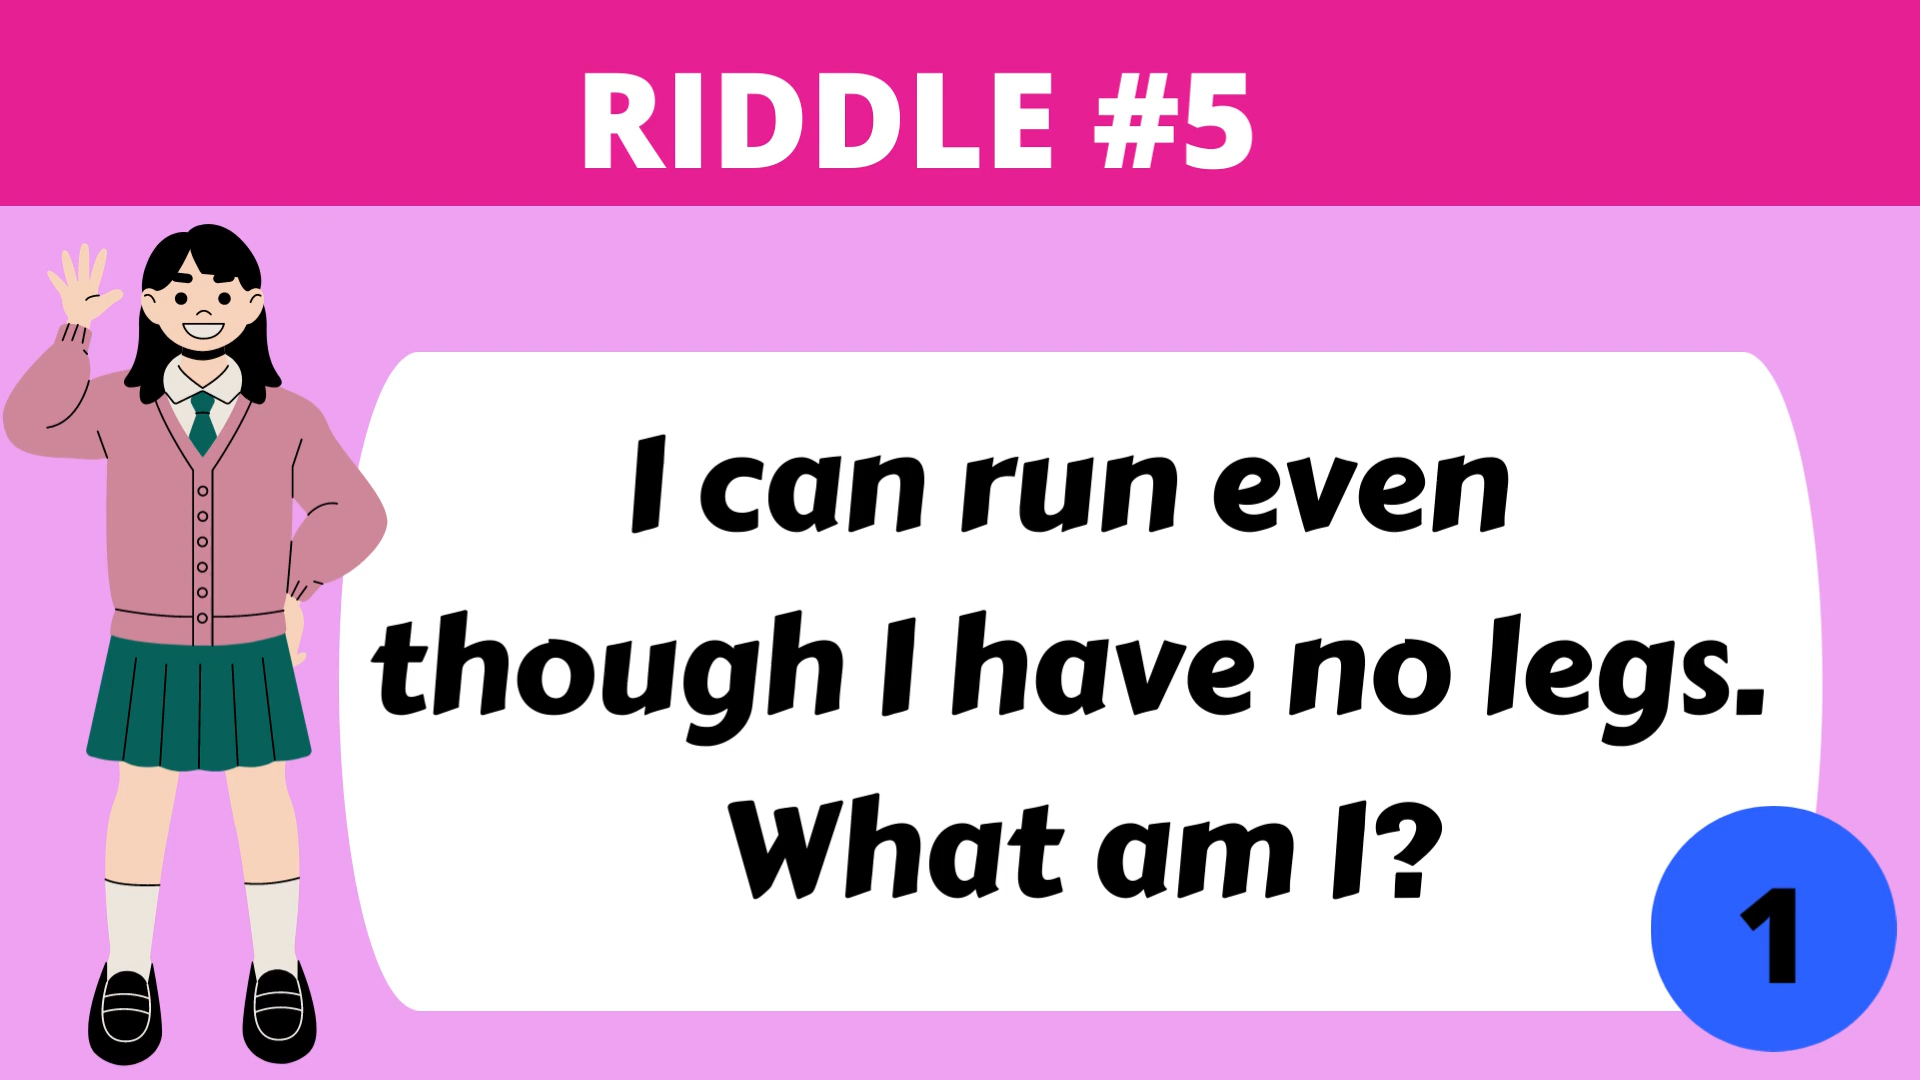 RIDDLE #5
I can run even
though I have no legs.
What am I?
1